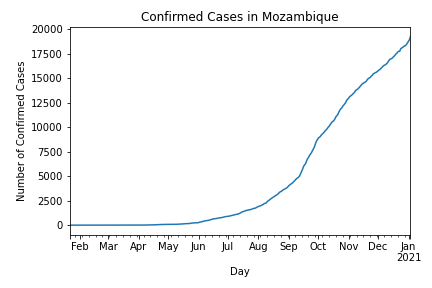 Confirmed Cases in Mozambique
Number of Confirmed Cases
20000
17500
15000
12500
10000
7500
5000
2500
0
Feb Mar Apr May Jun Jul Aug Sep Oct Nov Dec Jan
2021
Day